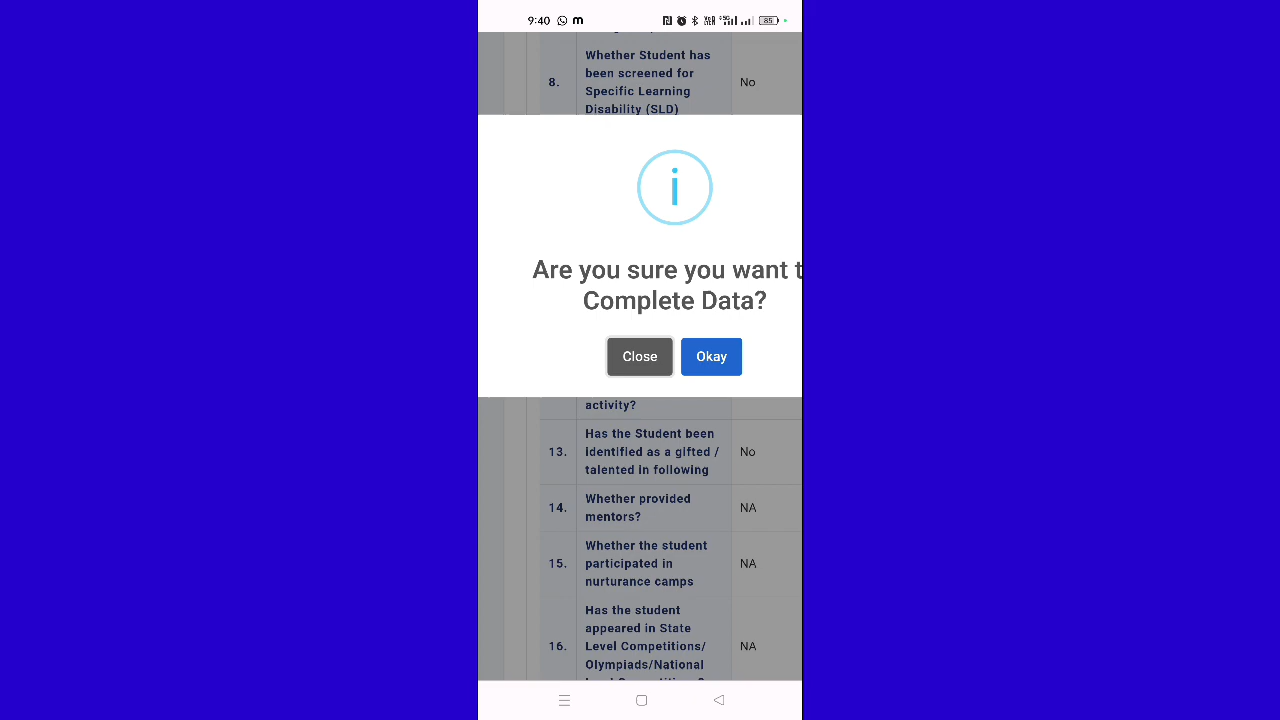 9:40
85
Whether Student has
8.
been screened for
No
Specific Learning
Disability (SLD)
i
Are you sure you want t
Complete Data?
Close
Okay
activity?
13.
Has the Student been
identified as a gifted /
talented in following
No
14.
Whether provided
mentors?
NA
15.
Whether the student
participated in
nurturance camps
NA
16.
Has the student
appeared in State
Level Competitions/
Olympiads/National
NA